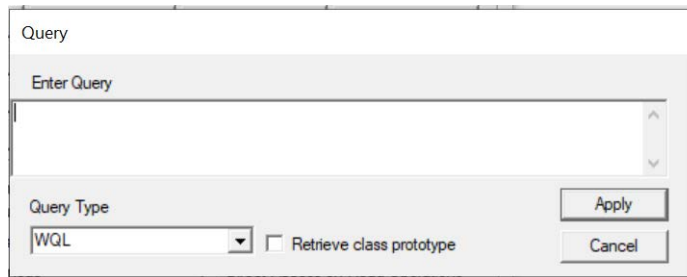 Query
Enter Query
Query Type
Apply
WQL
Retrieve class prototype
Cancel